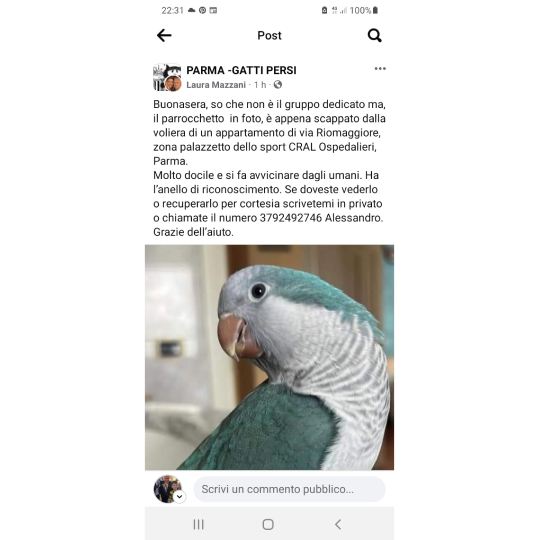 22:31
100%
Post
PARMA -GATTI PERSI
Laura Mazzani · 1 h ·
Buonasera, so che non è il gruppo dedicato ma,
il parrocchetto in foto, è appena scappato dalla
voliera di un appartamento di via Riomaggiore,
zona palazzetto dello sport CRAL Ospedalieri,
Parma.
Molto docile e si fa avvicinare dagli umani. Ha
l'anello di riconoscimento. Se doveste vederlo
o recuperarlo per cortesia scrivetemi in privato
o chiamate il numero 3792492746 Alessandro.
Grazie dell'aiuto.
Scrivi un commento pubblico...